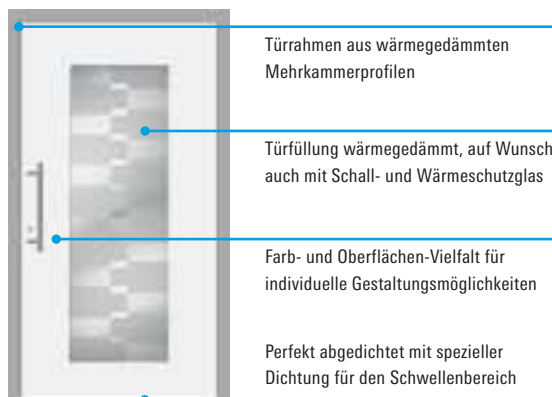 Türrahmen aus wärmegedämmten
Mehrkammerprofilen
Türfüllung wärmegedämmt, auf Wunsch
auch mit Schall- und Wärmeschutzglas
Farb- und Oberflächen-Vielfalt für
individuelle Gestaltungsmöglichkeiten
Perfekt abgedichtet mit spezieller
Dichtung für den Schwellenbereich